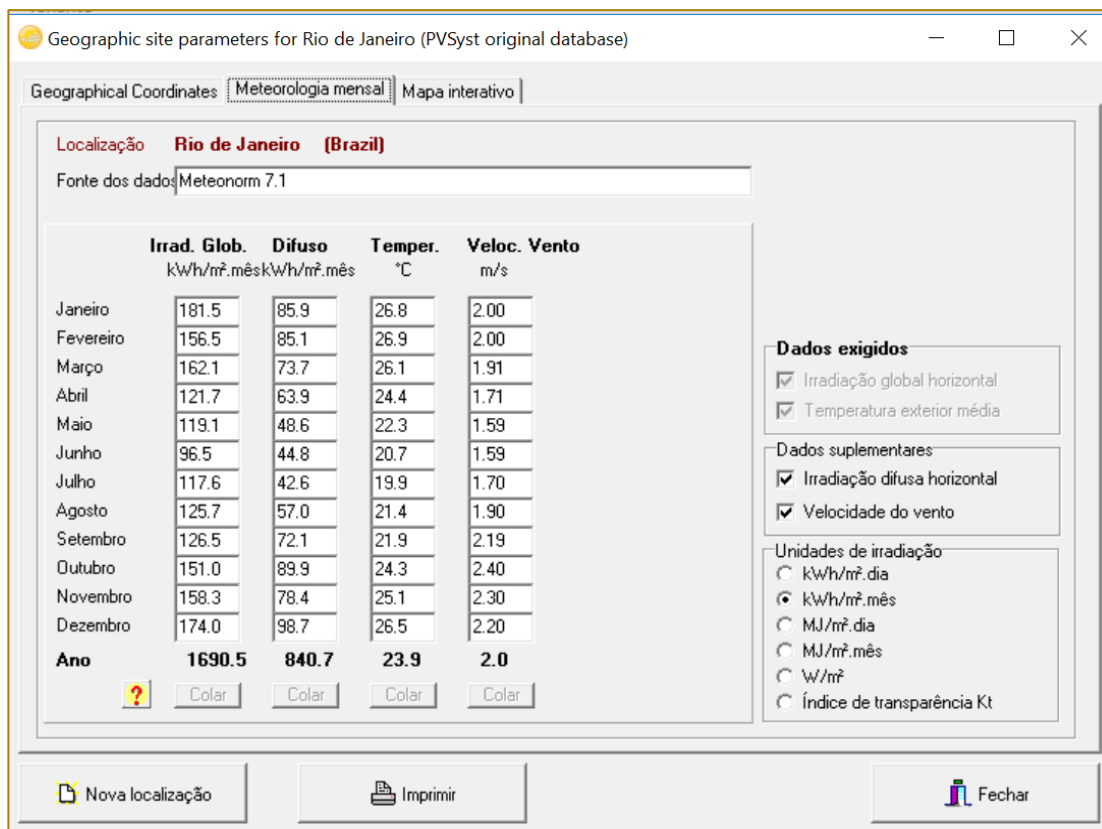 Geographic site parameters for Rio de Janeiro (PVSyst original database)
Geographical Coordinates Meteorologia mensal Mapa interativo
Localização Rio de Janeiro (Brazil)
Fonte dos dados Meteonorm 7.1
Irrad. Glob. Difuso Temper. Veloc. Vento
kWh/m².mês kWh/m².mês °C m/s
Janeiro 181.5 85.9 26.8 2.00
Fevereiro 156.5 85.1 26.9 2.00
Março 162.1 73.7 26.1 1.91
Abril 121.7 63.9 24.4 1.71
Maio 119.1 48.6 22.3 1.59
Junho 96.5 44.8 20.7 1.59
Julho 117.6 42.6 19.9 1.70
Agosto 125.7 57.0 21.4 1.90
Setembro 126.5 72.1 21.9 2.19
Outubro 151.0 89.9 24.3 2.40
Novembro 158.3 78.4 25.1 2.30
Dezembro 174.0 98.7 26.5 2.20
Ano 1690.5 840.7 23.9 2.0
? Colar Colar Colar Colar
Dados exigidos
Irradiação global horizontal
Temperatura exterior média
Dados suplementares
Irradiação difusa horizontal
Velocidade do vento
Unidades de irradiação
kWh/m².dia
kWh/m².mês
MJ/m².dia
MJ/m².mês
W/m²
Índice de transparência Kt
Nova localização Imprimir Fechar